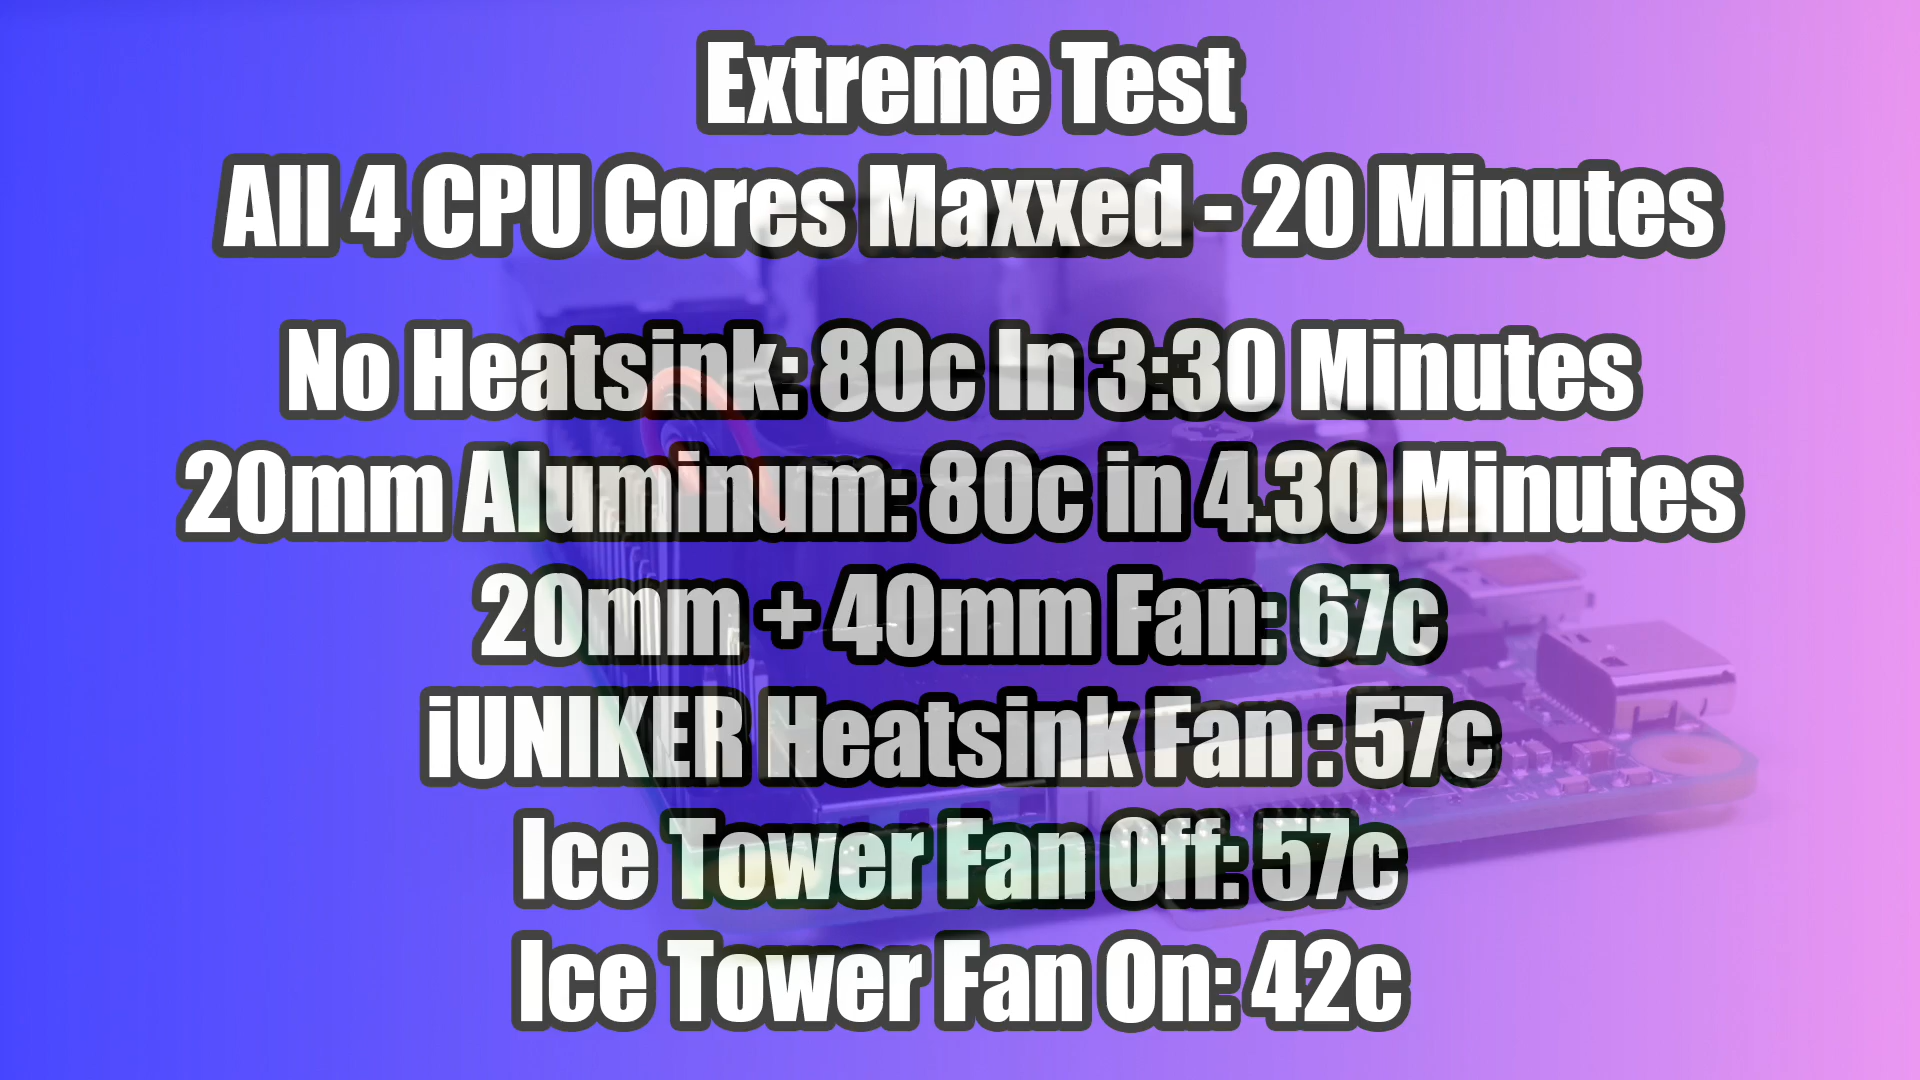 Extreme Test
All 4 CPU Cores Maxxed - 20 Minutes
No Heatsink: 80c In 3:30 Minutes
20mm Aluminum: 80c in 4.30 Minutes
20mm + 40mm Fan: 67c
iUNIKER Heatsink Fan : 57c
Ice Tower Fan Off: 57c
Ice Tower Fan On: 42c